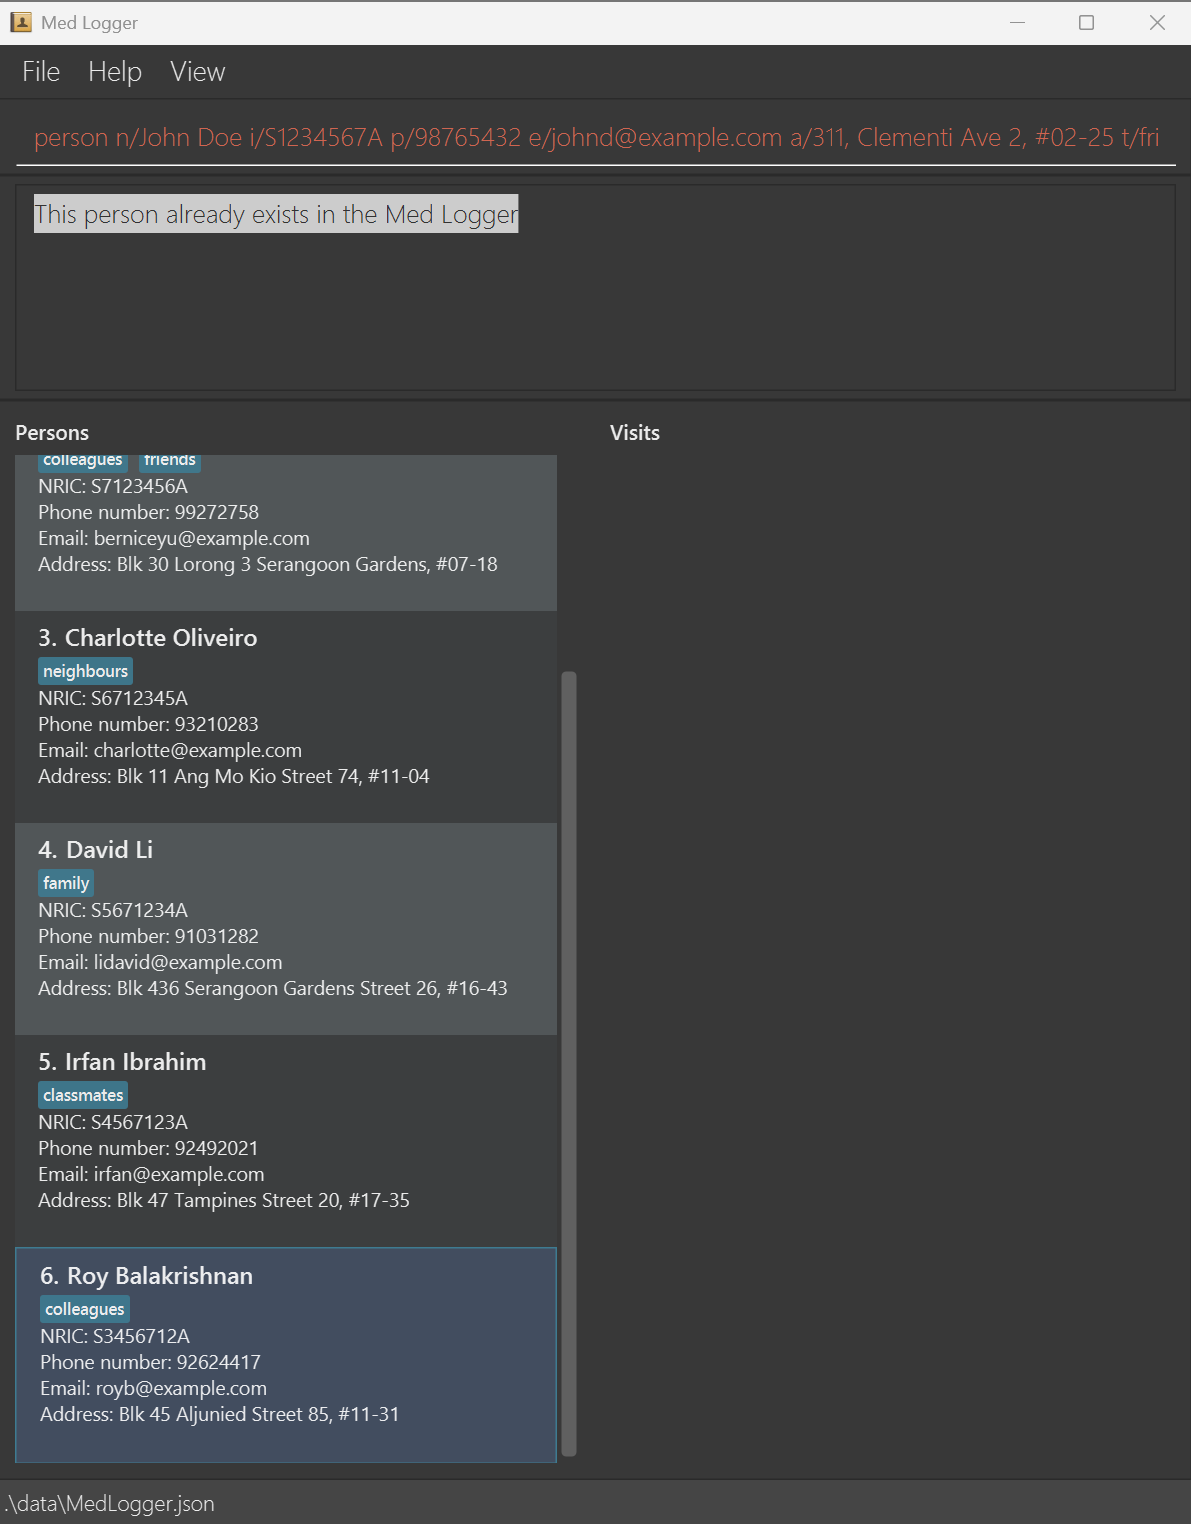 Med Logger
File Help View
person n/John Doe i/S1234567A p/98765432 e/johnd@example.com a/311, Clementi Ave 2, #02-25 t/fri
This person already exists in the Med Logger
Persons
Visits
colleagues friends
NRIC: S7123456A
Phone number: 99272758
Email: berniceyu@example.com
Address: Blk 30 Lorong 3 Serangoon Gardens, #07-18
3. Charlotte Oliveiro
neighbours
NRIC: S6712345A
Phone number: 93210283
Email: charlotte@example.com
Address: Blk 11 Ang Mo Kio Street 74, #11-04
4. David Li
family
NRIC: S5671234A
Phone number: 91031282
Email: lidavid@example.com
Address: Blk 436 Serangoon Gardens Street 26, #16-43
5. Irfan Ibrahim
classmates
NRIC: S4567123A
Phone number: 92492021
Email: irfan@example.com
Address: Blk 47 Tampines Street 20, #17-35
6. Roy Balakrishnan
colleagues
NRIC: S3456712A
Phone number: 92624417
Email: royb@example.com
Address: Blk 45 Aljunied Street 85, #11-31
.\data\MedLogger.json